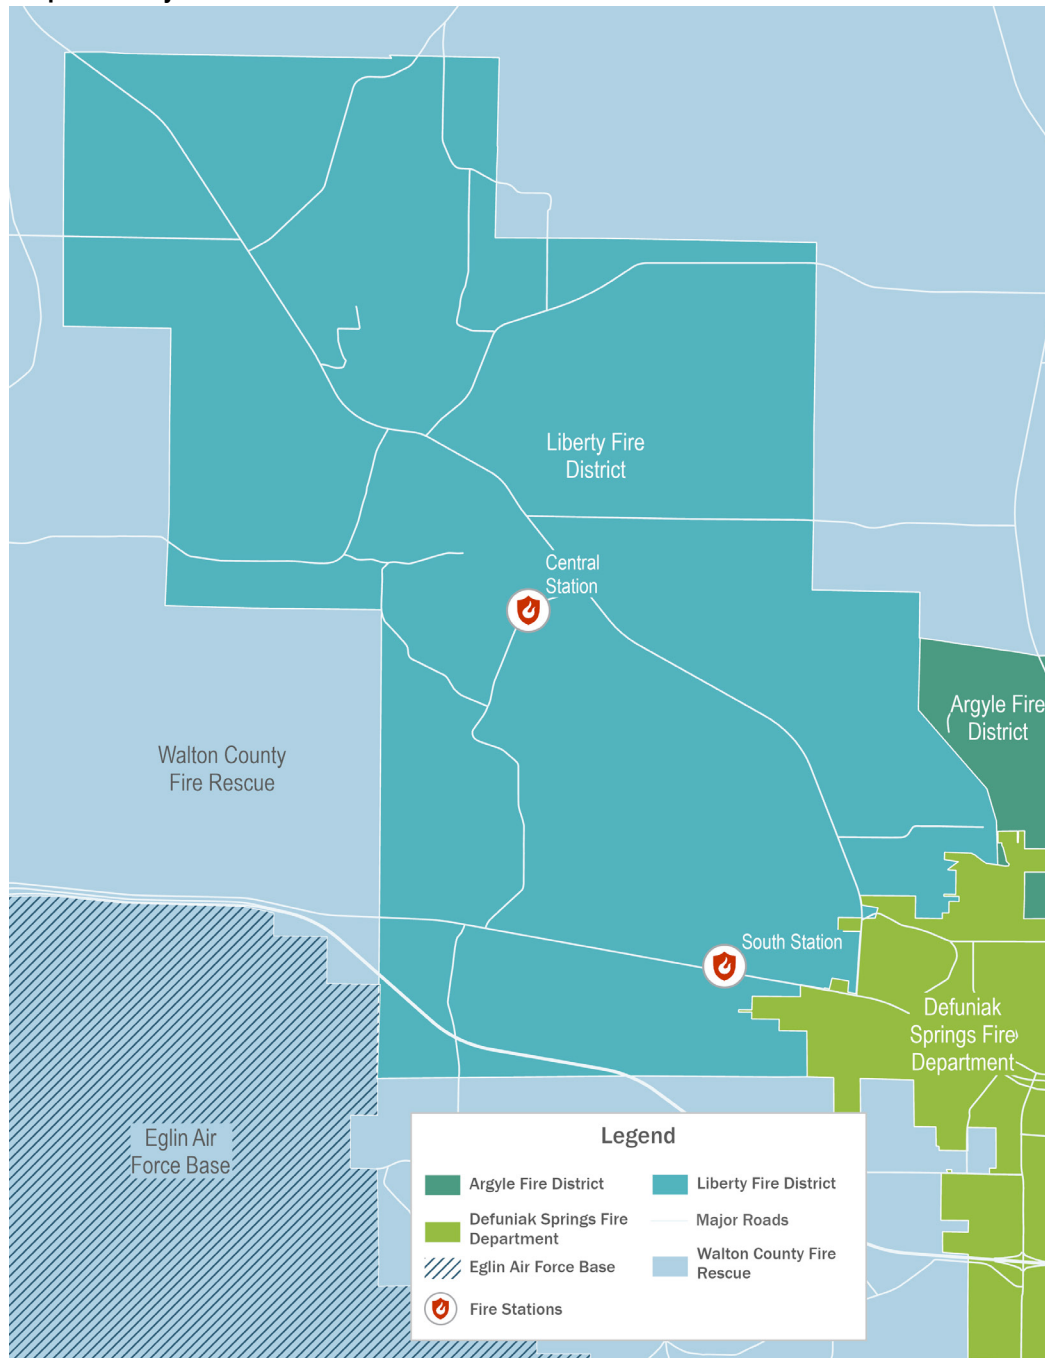 Liberty Fire
District
Central
Station
Argyle Fire
District
Walton County
Fire Rescue
South Station
Defuniak
Springs Fire
Department
Eglin Air
Force Base
Legend
Argyle Fire District
Liberty Fire District
Defuniak Springs Fire
Department
Major Roads
Eglin Air Force Base
Walton County Fire
Rescue
Fire Stations